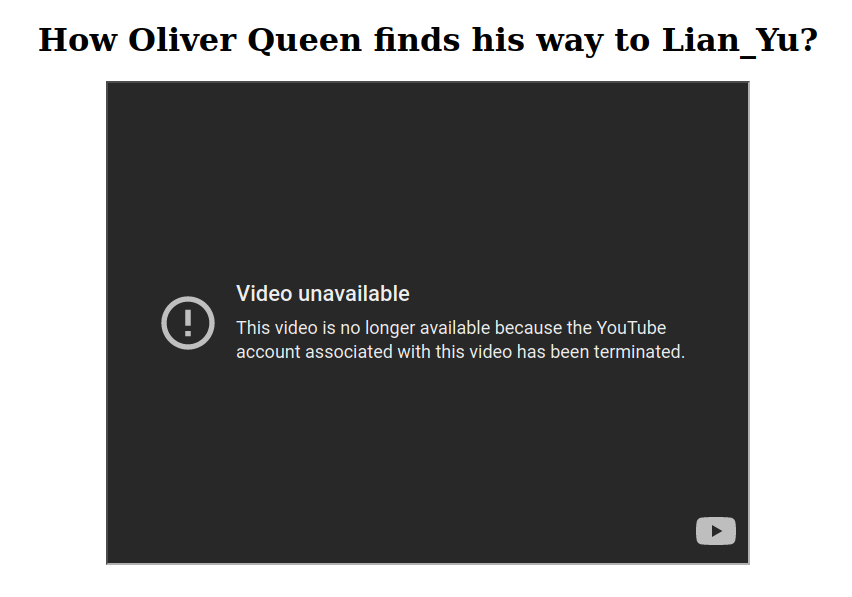 How Oliver Queen finds his way to Lian_Yu?
Video unavailable
This video is no longer available because the YouTube
account associated with this video has been terminated.